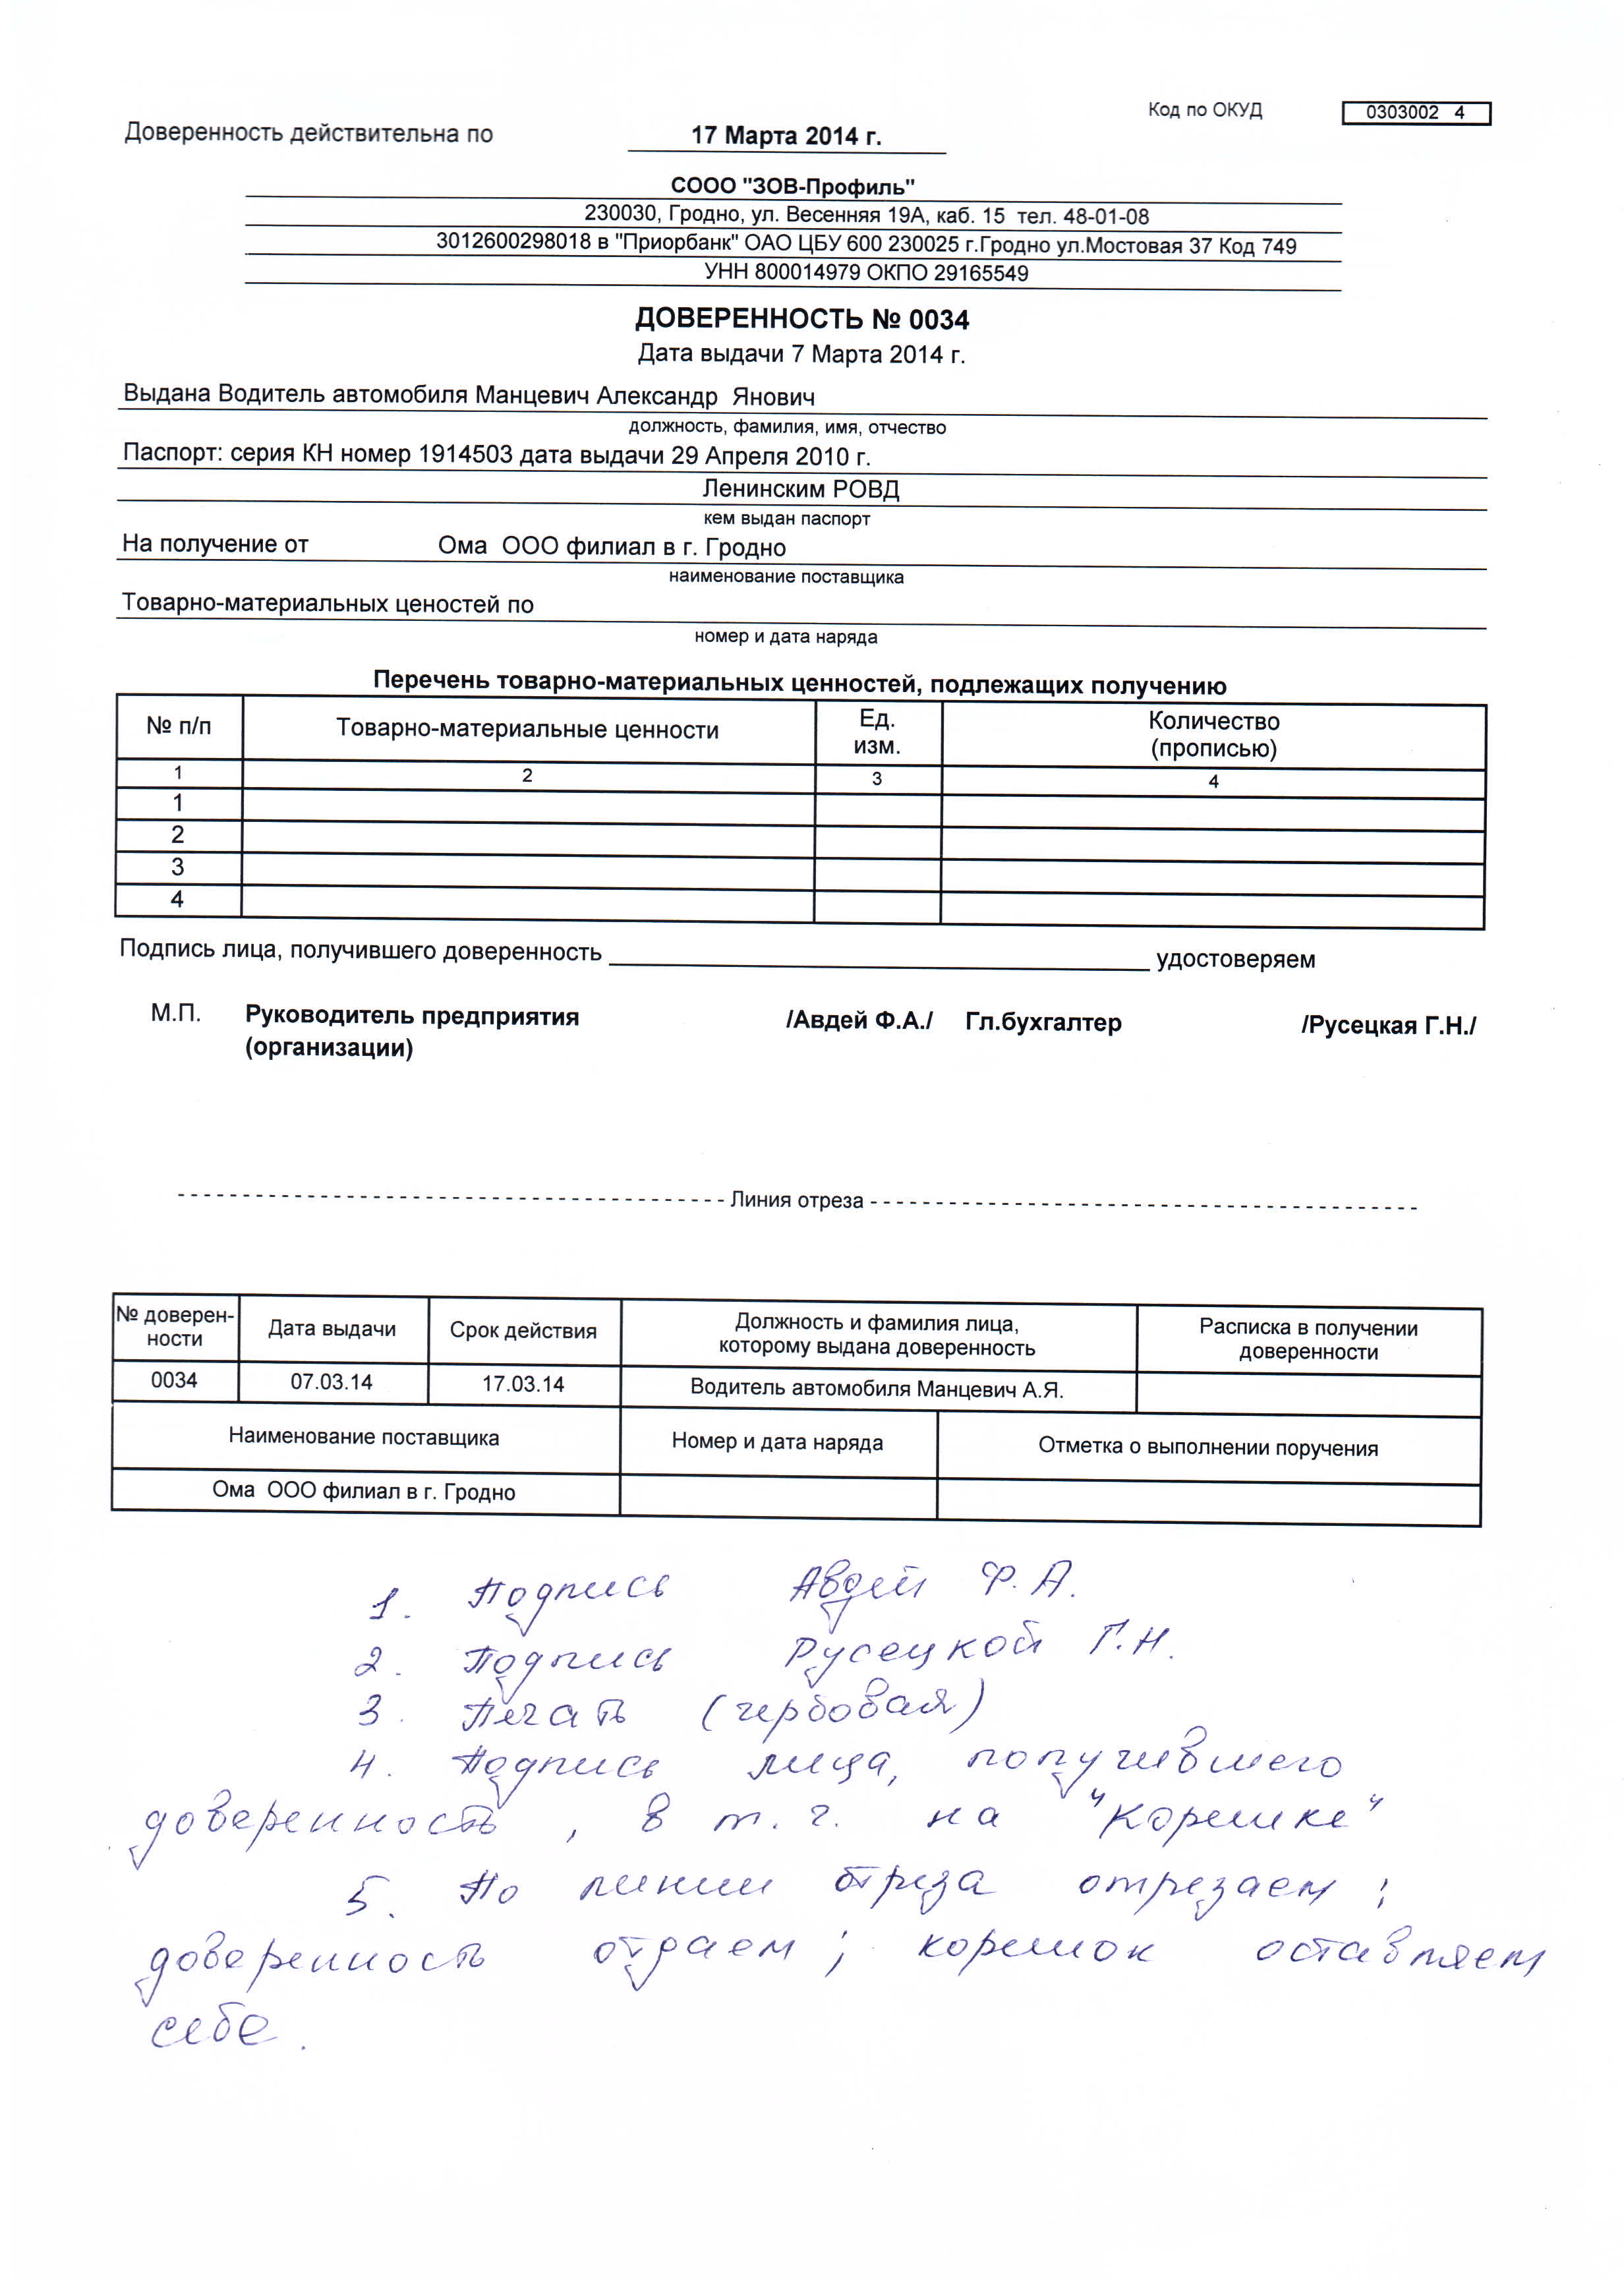 Код по ОКУД 0303002 4
Доверенность действительна по 17 Марта 2014 г.
СООО "ЗОВ-Профиль"
230030, Гродно, ул. Весенняя 19А, каб. 15 тел. 48-01-08
3012600298018 в "Приорбанк" ОАО ЦБУ 600 230025 г.Гродно ул.Мостовая 37 Код 749
УНН 800014979 ОКПО 29165549
ДОВЕРЕННОСТЬ № 0034
Дата выдачи 7 Марта 2014 г.
Выдана Водитель автомобиля Манцевич Александр Янович
должность, фамилия, имя, отчество
Паспорт: серия КН номер 1914503 дата выдачи 29 Апреля 2010 г.
Ленинским РОВД
кем выдан паспорт
На получение от Ома ООО филиал в г. Гродно
наименование поставщика
Товарно-материальных ценостей по
номер и дата наряда
Перечень товарно-материальных ценностей, подлежащих получению
№ п/п Товарно-материальные ценности Ед. изм. Количество (прописью)
1 2 3 4
1
2
3
4
Подпись лица, получившего доверенность удостоверяем
М.П. Руководитель предприятия /Авдей Ф.А./ Гл.бухгалтер /Русецкая Г.Н./
(организации)
Линия отреза
№ доверен-ности Дата выдачи Срок действия Должность и фамилия лица, которому выдана доверенность Расписка в получении доверенности
0034 07.03.14 17.03.14 Водитель автомобиля Манцевич А.Я.
Наименование поставщика Номер и дата наряда Отметка о выполнении поручения
Ома ООО филиал в г. Гродно
1. Подпись Авдей Ф.А.
2. Подпись Русецкой Г.Н.
3. Печать (гербовая)
4. Подпись лица, получившего
доверенность, в т.ч. на "Корешке"
5. По линии отреза отрезаем:
доверенность отдаем; корешок оставляем
себе.